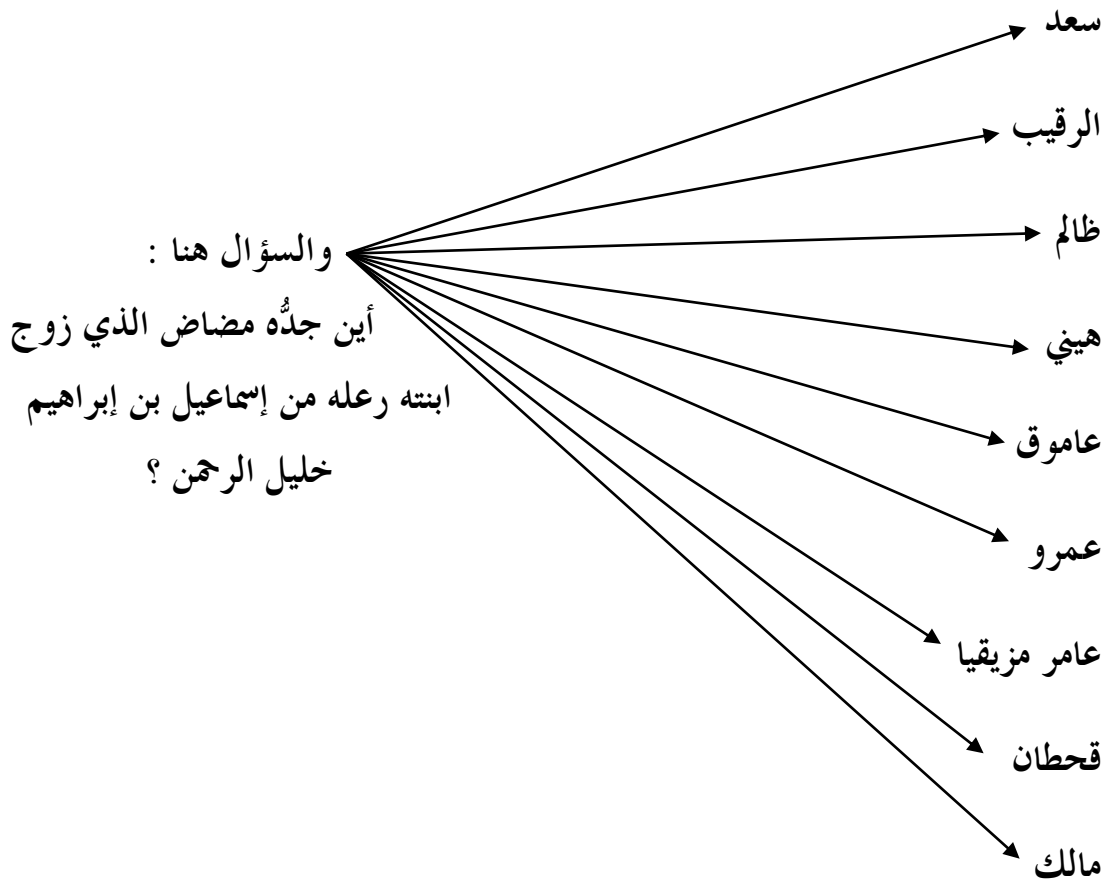 سعد
الرقيب
ظالم
هيني
عاموق
عمرو
عامر مزيقيا
قحطان
مالك
والسؤال هنا :
أين جدُّه مضاض الذي زوج
ابنته رعله من إسماعيل بن إبراهيم
خليل الرحمن ؟